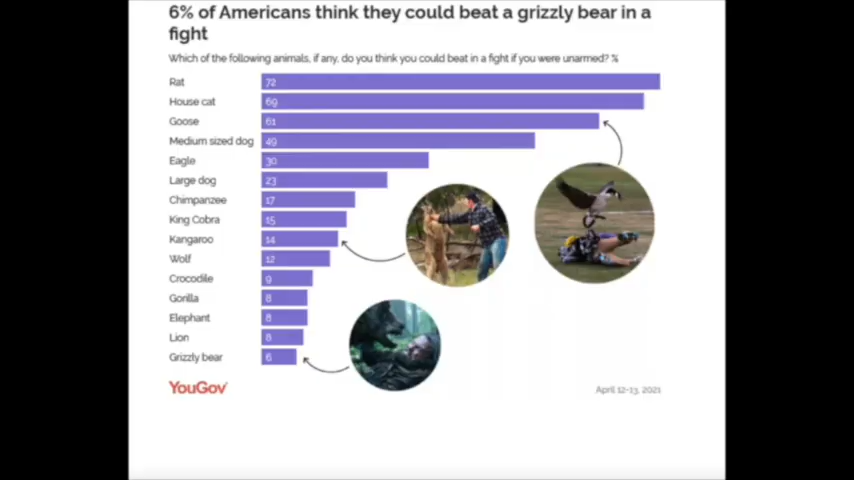 6% of Americans think they could beat a grizzly bear in a
fight
Which of the following animals, if any, do you think you could beat in a fight if you were unarmed? %
Rat 72
House cat 69
Goose 61
Medium sized dog 49
Eagle 30
Large dog 23
Chimpanzee 17
King Cobra 15
Kangaroo 14
Wolf 12
Crocodile 9
Gorilla 8
Elephant 8
Lion 8
Grizzly bear 6
YouGov
April 12-13, 2021